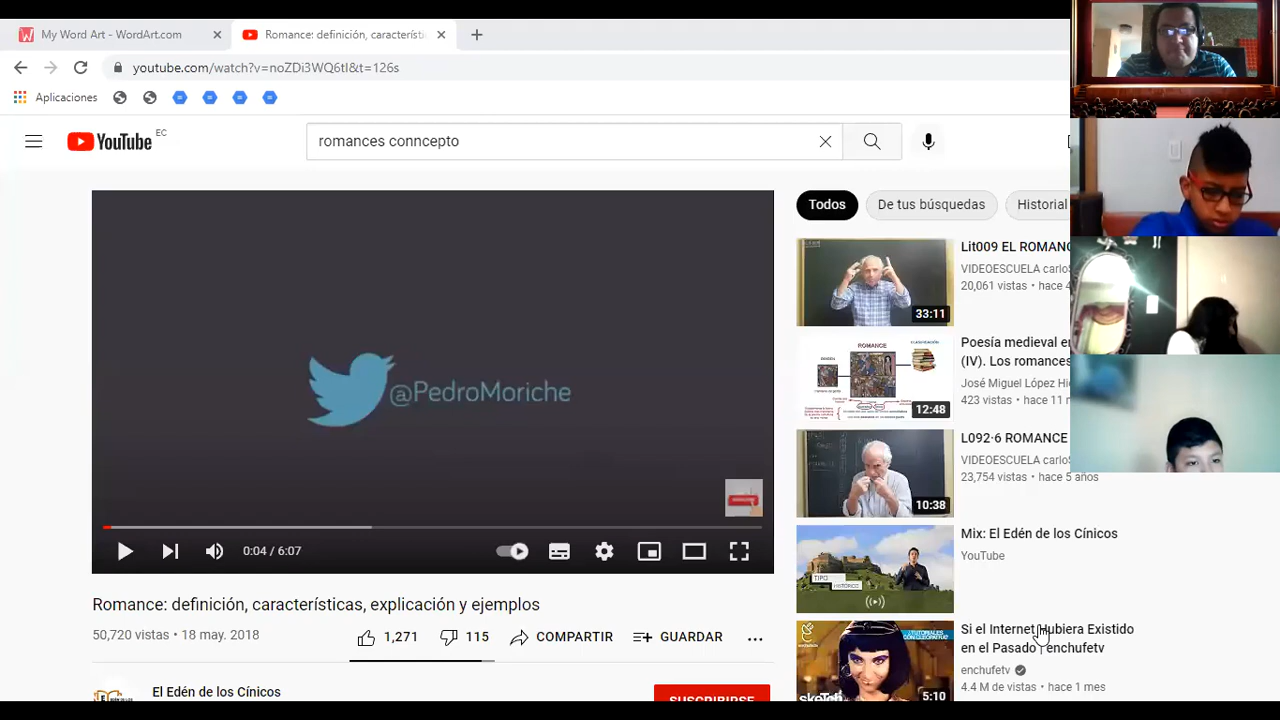 My Word Art - WordArt.com
Romance: definición, característi
youtube.com/watch?v=noZDi3WQ6tI&t=126s
Aplicaciones
YouTube EC
romances conncepto
@PedroMoriche
0:04 / 6:07
Romance: definición, características, explicación y ejemplos
50,720 vistas • 18 may. 2018
1,271
115
COMPARTIR
GUARDAR
El Edén de los Cínicos
SUSCRIBIRSE
Todos
De tus búsquedas
Historial
33:11
Lit009 EL ROMANC
VIDEOESCUELA carlo
20,061 vistas • hace 4
ROMANCE
12:48
Poesía medieval e
(IV). Los romances
José Miguel López Hi
423 vistas • hace 11 m
10:38
L092·6 ROMANCE
VIDEOESCUELA carlo
23,754 vistas • hace 5 años
TIPO
HISTÓRICO
Mix: El Edén de los Cínicos
YouTube
sketch
5:10
Si el Internet Hubiera Existido
en el Pasado | enchufetv
enchufetv
4.4 M de vistas • hace 1 mes